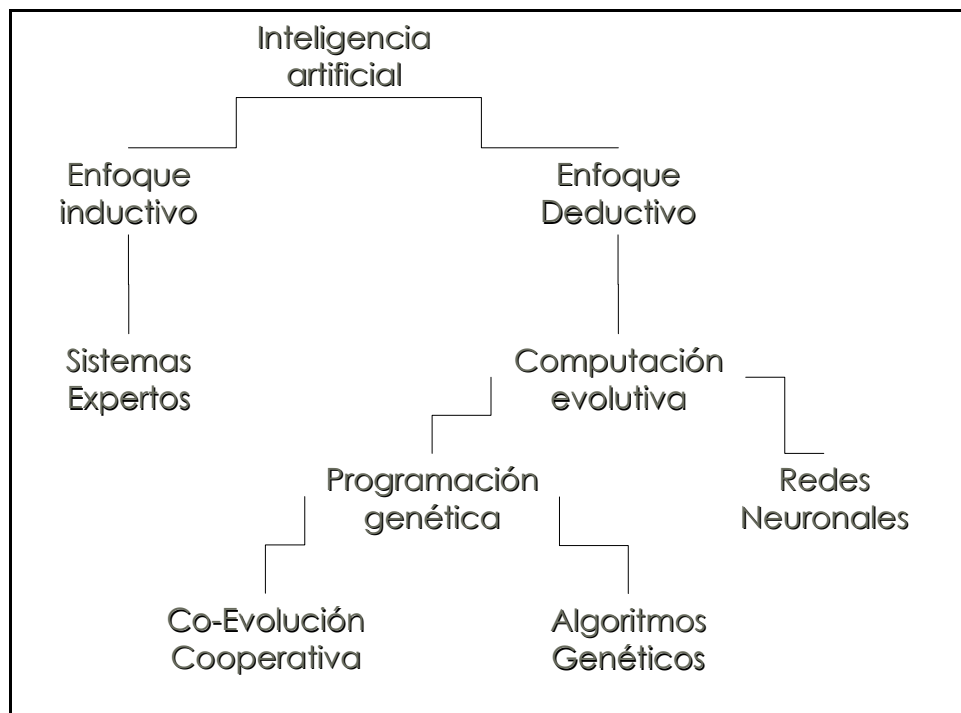 Inteligencia
artificial
Enfoque
inductivo
Enfoque
Deductivo
Sistemas
Expertos
Computación
evolutiva
Programación
genética
Redes
Neuronales
Co-Evolución
Cooperativa
Algoritmos
Genéticos